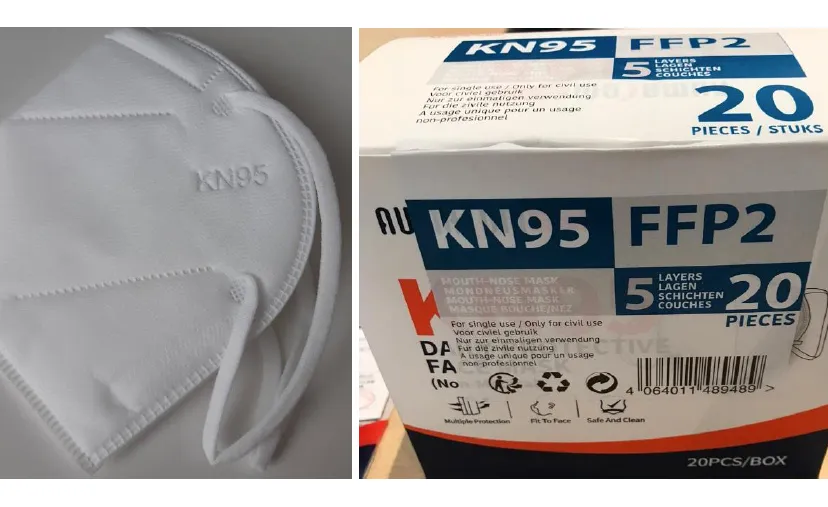 KN95
KN95 FFP2
5 LAYERS
LAGEN
SCHICHTEN
COUCHES
For single use / Only for civil use
Voor civiel gebruik
Nur zur einmaligen verwendung
Für die zivile nutzung
A usage unique pour un usage
non-profesionnel
20
PIECES / STUKS
KN95 FFP2
MOUTH-NOSE MASK
MONDNEUSMASKER
MOUTH-NOSE MASK
MASQUE BOUCHE/NEZ
5 LAYERS
LAGEN
SCHICHTEN
COUCHES
20
PIECES
For single use / Only for civil use
Voor civiel gebruik
Nur zur einmaligen verwendung
Für die zivile nutzung
A usage unique pour un usage
non-profesionnel
4 064011 489489 >
Multiple Protection
Fit To Face
Safe And Clean
20PCS/BOX